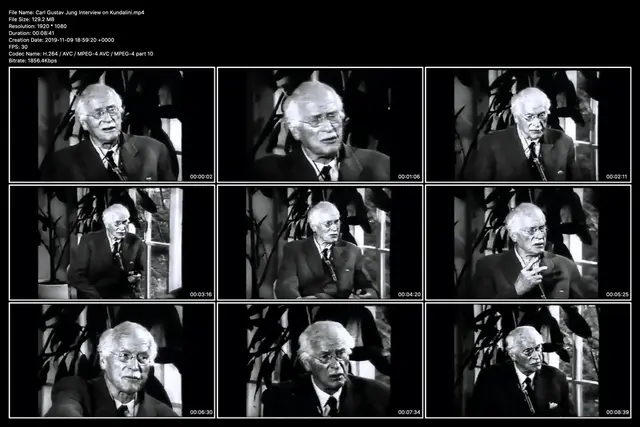 File Name: Carl Gustav Jung Interview on Kundalini.mp4
File Size: 129.2 MB
Resolution: 1920 * 1080
Duration: 00:08:41
Creation Date: 2019-11-09 18:59:20 +0000
FPS: 30
Codec Name: H.264 / AVC / MPEG-4 AVC / MPEG-4 part 10
Bitrate: 1856.4Kbps
00:00:02
00:01:06
00:02:11
00:03:16
00:04:20
00:05:25
00:06:30
00:07:34
00:08:39